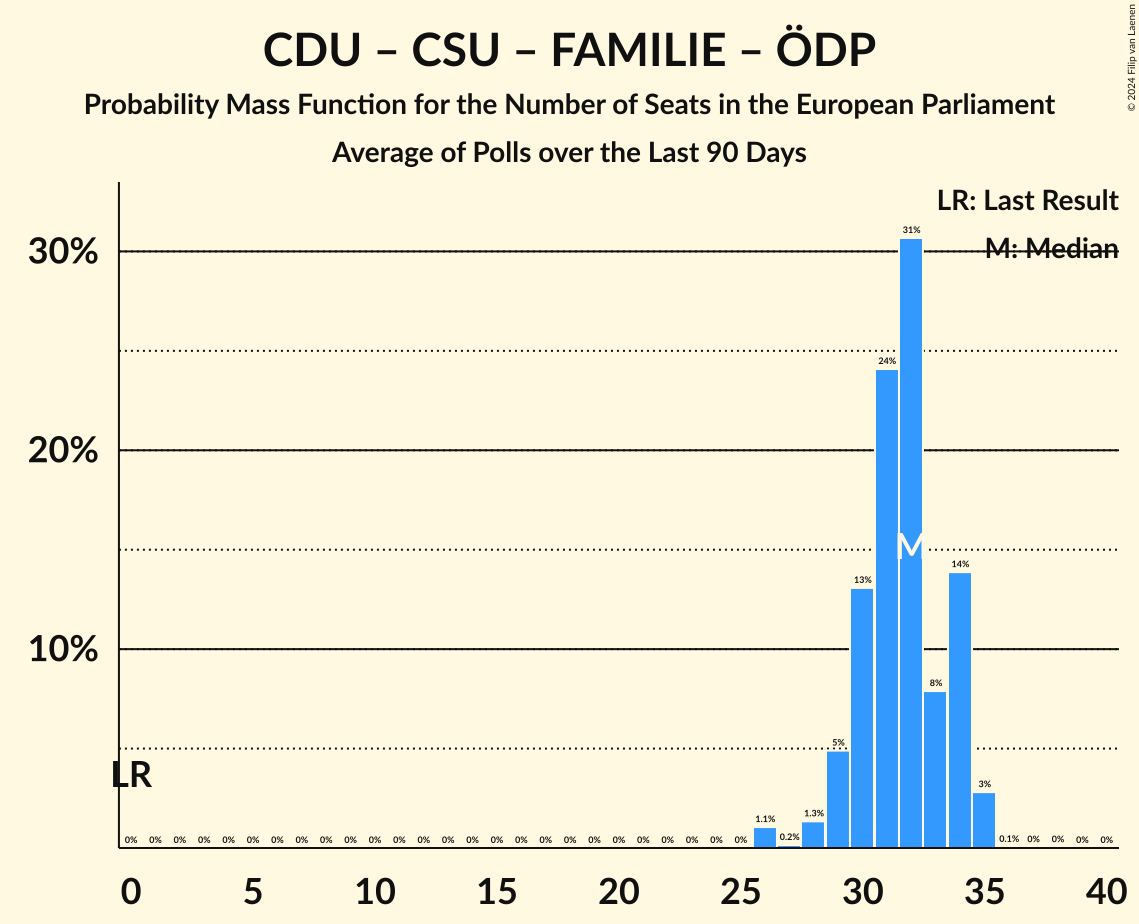 CDU – CSU – FAMILIE – ÖDP
Probability Mass Function for the Number of Seats in the European Parliament
Average of Polls over the Last 90 Days
© 2024 Filip van Laenen
LR: Last Result
M: Median
30%
20%
10%
31%
24%
M
14%
13%
8%
5%
LR
3%
0% 0% 0% 0% 0% 0% 0% 0% 0% 0% 0% 0% 0% 0% 0% 0% 0% 0% 0% 0% 0% 0% 0% 0% 0% 0% 1.1% 0.2% 1.3% 0.1% 0% 0% 0% 0%
0 5 10 15 20 25 30 35 40